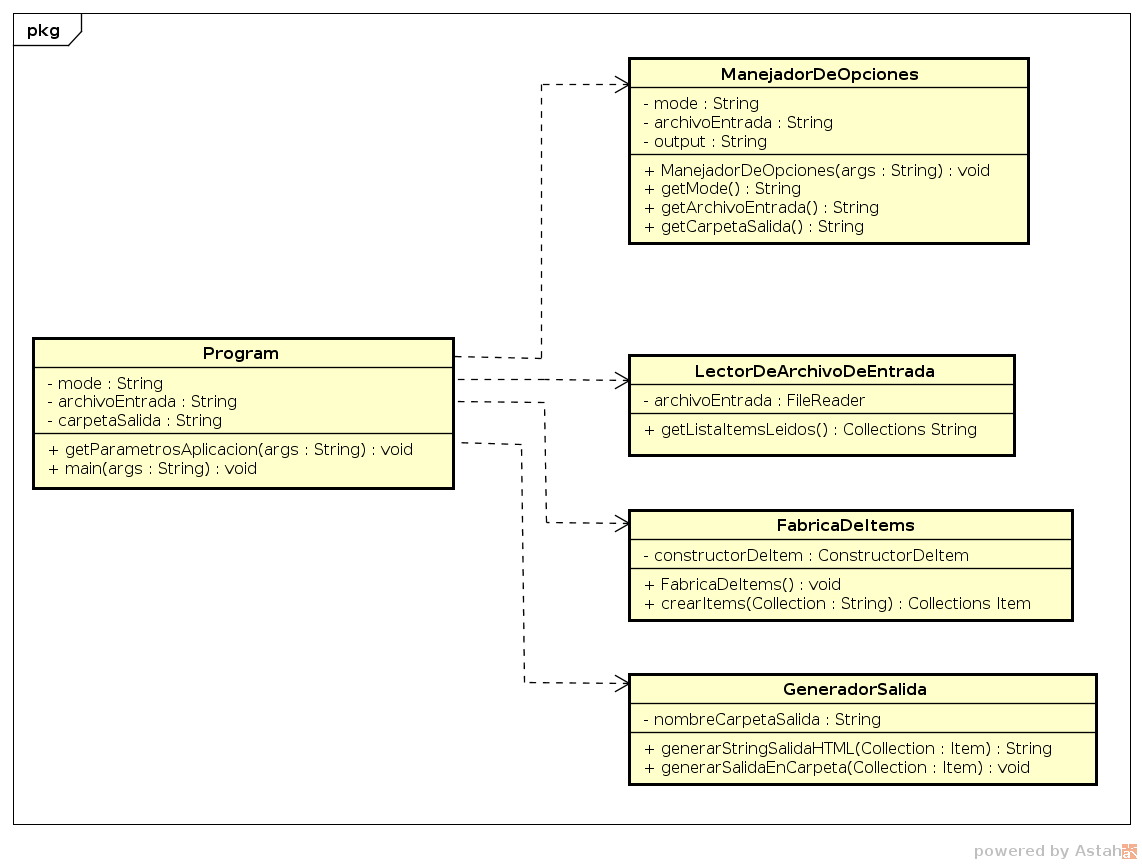 pkg
ManejadorDeOpciones
- mode : String
- archivoEntrada : String
- output : String
+ ManejadorDeOpciones(args : String) : void
+ getMode() : String
+ getArchivoEntrada() : String
+ getCarpetaSalida() : String
Program
- mode : String
- archivoEntrada : String
- carpetaSalida : String
+ getParametrosAplicacion(args : String) : void
+ main(args : String) : void
LectorDeArchivoDeEntrada
- archivoEntrada : FileReader
+ getListaItemsLeidos() : Collections String
FabricaDeItems
- constructorDeItem : ConstructorDeItem
+ FabricaDeItems() : void
+ crearItems(Collection : String) : Collections Item
GeneradorSalida
- nombreCarpetaSalida : String
+ generarStringSalidaHTML(Collection : Item) : String
+ generarSalidaEnCarpeta(Collection : Item) : void
powered by Astah